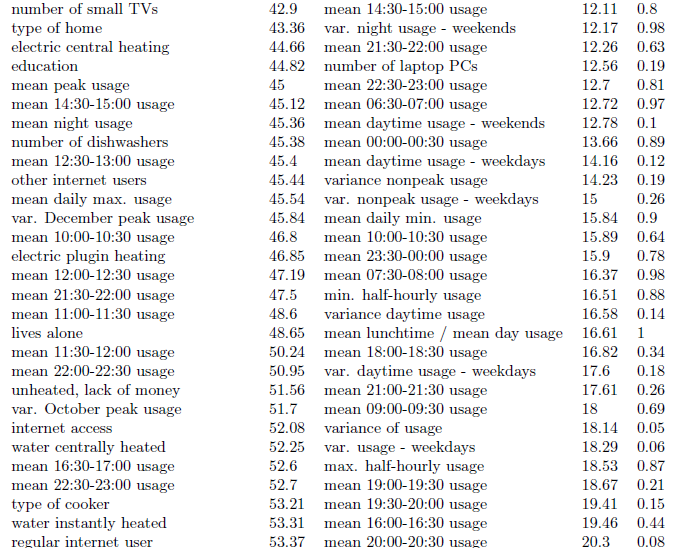 number of small TVs 42.9 mean 14:30-15:00 usage 12.11 0.8
type of home 43.36 var. night usage - weekends 12.17 0.98
electric central heating 44.66 mean 21:30-22:00 usage 12.26 0.63
education 44.82 number of laptop PCs 12.56 0.19
mean peak usage 45 mean 22:30-23:00 usage 12.7 0.81
mean 14:30-15:00 usage 45.12 mean 06:30-07:00 usage 12.72 0.97
mean night usage 45.36 mean daytime usage - weekends 12.78 0.1
number of dishwashers 45.38 mean 00:00-00:30 usage 13.66 0.89
mean 12:30-13:00 usage 45.4 mean daytime usage - weekdays 14.16 0.12
other internet users 45.44 variance nonpeak usage 14.23 0.19
mean daily max. usage 45.54 var. nonpeak usage - weekdays 15 0.26
var. December peak usage 45.84 mean daily min. usage 15.84 0.9
mean 10:00-10:30 usage 46.8 mean 10:00-10:30 usage 15.89 0.64
electric plugin heating 46.85 mean 23:30-00:00 usage 15.9 0.78
mean 12:00-12:30 usage 47.19 mean 07:30-08:00 usage 16.37 0.98
mean 21:30-22:00 usage 47.5 min. half-hourly usage 16.51 0.88
mean 11:00-11:30 usage 48.6 variance daytime usage 16.58 0.14
lives alone 48.65 mean lunchtime / mean day usage 16.61 1
mean 11:30-12:00 usage 50.24 mean 18:00-18:30 usage 16.82 0.34
mean 22:00-22:30 usage 50.95 var. daytime usage - weekdays 17.6 0.18
unheated, lack of money 51.56 mean 21:00-21:30 usage 17.61 0.26
var. October peak usage 51.7 mean 09:00-09:30 usage 18 0.69
internet access 52.08 variance of usage 18.14 0.05
water centrally heated 52.25 var. usage - weekdays 18.29 0.06
mean 16:30-17:00 usage 52.6 max. half-hourly usage 18.53 0.87
mean 22:30-23:00 usage 52.7 mean 19:00-19:30 usage 18.67 0.21
type of cooker 53.21 mean 19:30-20:00 usage 19.41 0.15
water instantly heated 53.31 mean 16:00-16:30 usage 19.46 0.44
regular internet user 53.37 mean 20:00-20:30 usage 20.3 0.08